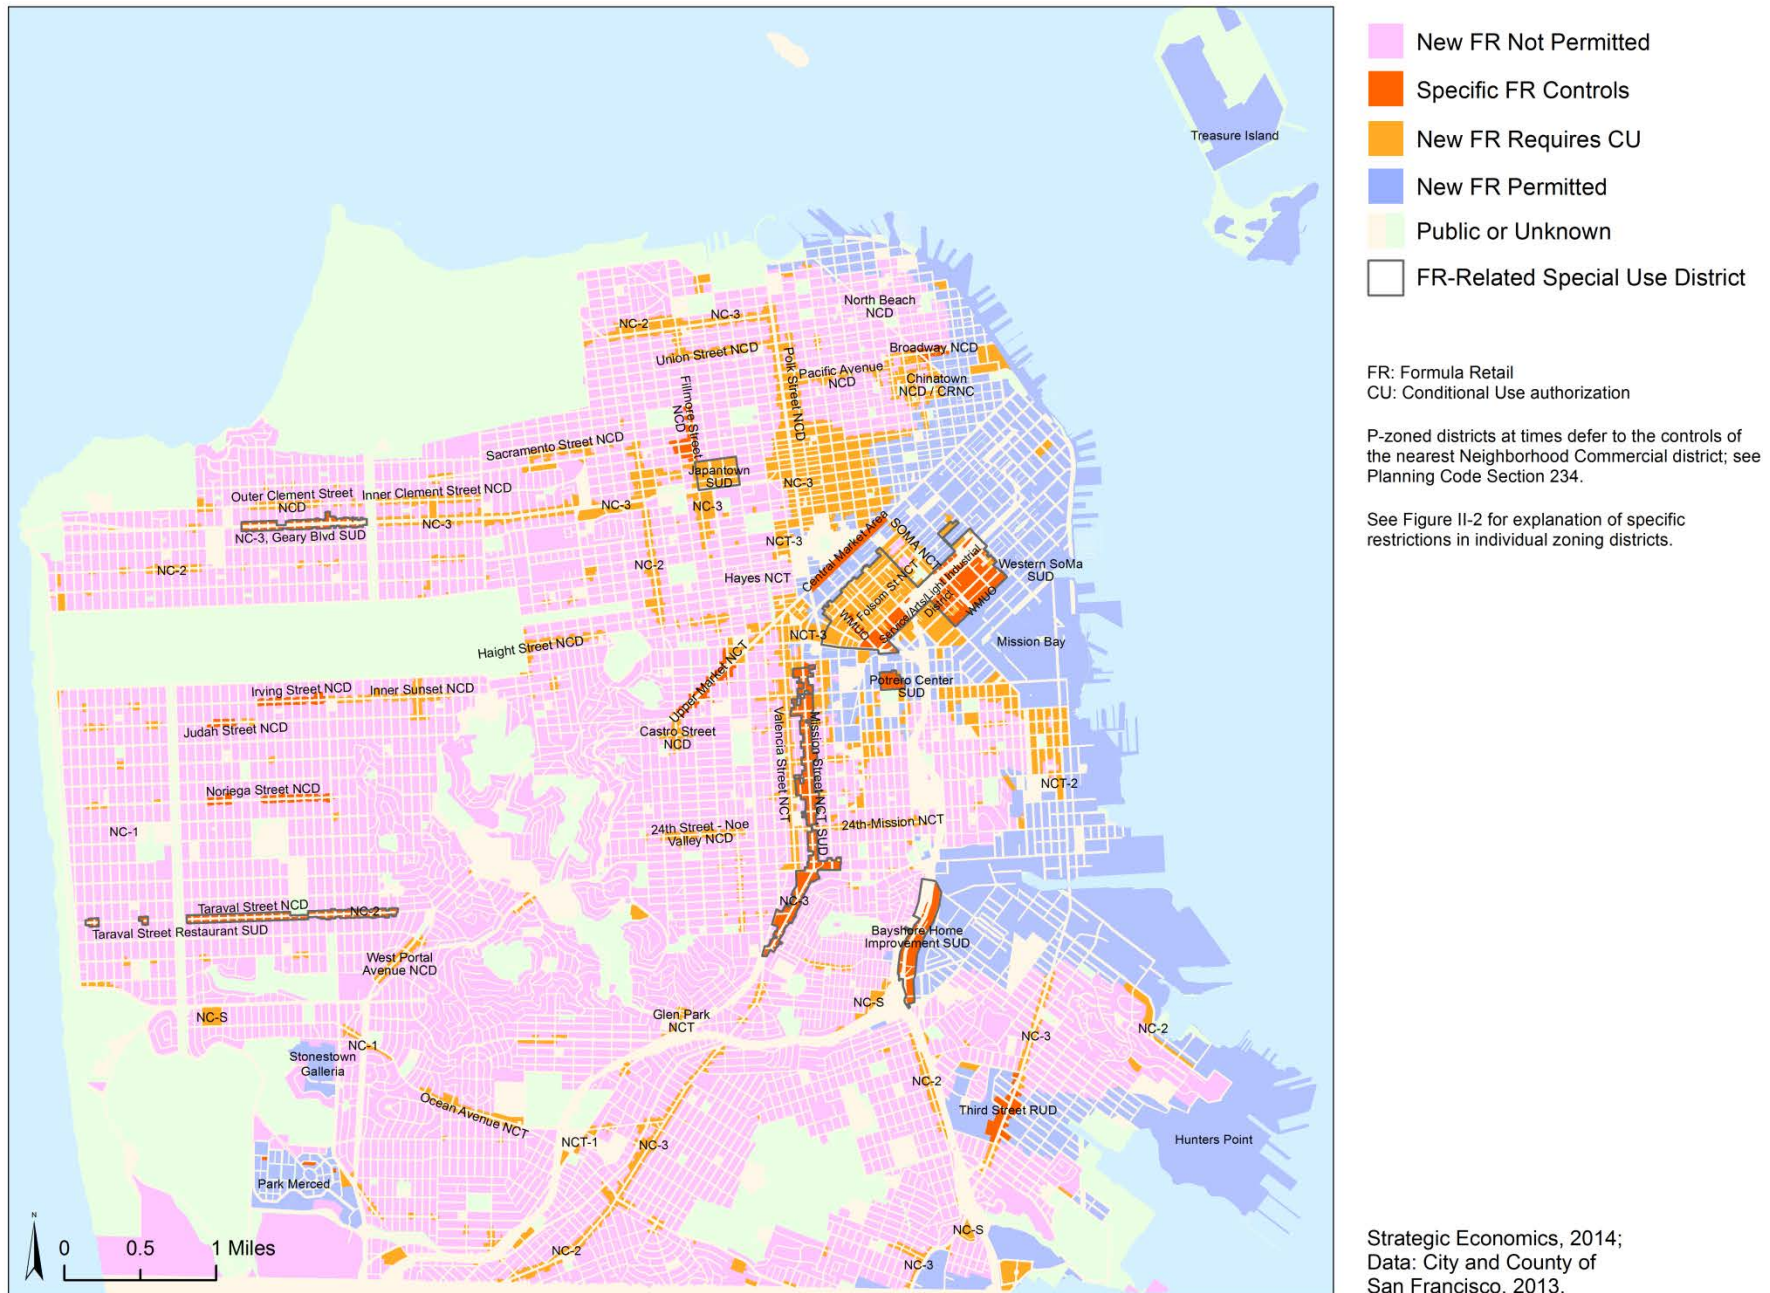 New FR Not Permitted
Specific FR Controls
New FR Requires CU
New FR Permitted
Public or Unknown
FR-Related Special Use District
FR: Formula Retail
CU: Conditional Use authorization
P-zoned districts at times defer to the controls of
the nearest Neighborhood Commercial district; see
Planning Code Section 234.
See Figure II-2 for explanation of specific
restrictions in individual zoning districts.
Strategic Economics, 2014;
Data: City and County of
San Francisco, 2013.
Treasure Island
North Beach
NCD
NC-2
NC-3
Union Street NCD
Broadway NCD
Pacific Avenue
NCD
Chinatown
NCD / CRNC
Polk Street NCD
Fillmore Street
NCD
Sacramento Street NCD
Japantown
SUD
NC-3
NC-3
Outer Clement Street
NCD
Inner Clement Street NCD
NC-3
NC-3
NC-3, Geary Blvd SUD
NC-2
NC-2
NCT-3
Hayes NCT
Central Market Area
SOMA NCT
Folsom St NCT
Service/Arts/Light Industrial
District
WMUO
WMUO
Western SoMa
SUD
Mission Bay
NCT-3
Haight Street NCD
Upper Market NCT
Potrero Center
SUD
Irving Street NCD
Inner Sunset NCD
Judah Street NCD
Castro Street
NCD
Valencia Street NCT
Mission Street NCT SUD
Noriega Street NCD
NCT-2
NC-1
24th Street - Noe
Valley NCD
24th-Mission NCT
Taraval Street NCD
NC-2
Taraval Street Restaurant SUD
NC-3
Bayshore Home
Improvement SUD
West Portal
Avenue NCD
NC-S
Glen Park
NCT
NC-S
NC-3
NC-2
NC-1
Stonestown
Galleria
NC-2
Third Street RUD
Ocean Avenue NCT
NCT-1
NC-3
Hunters Point
Park Merced
NC-S
NC-2
NC-3
N
0 0.5 1 Miles